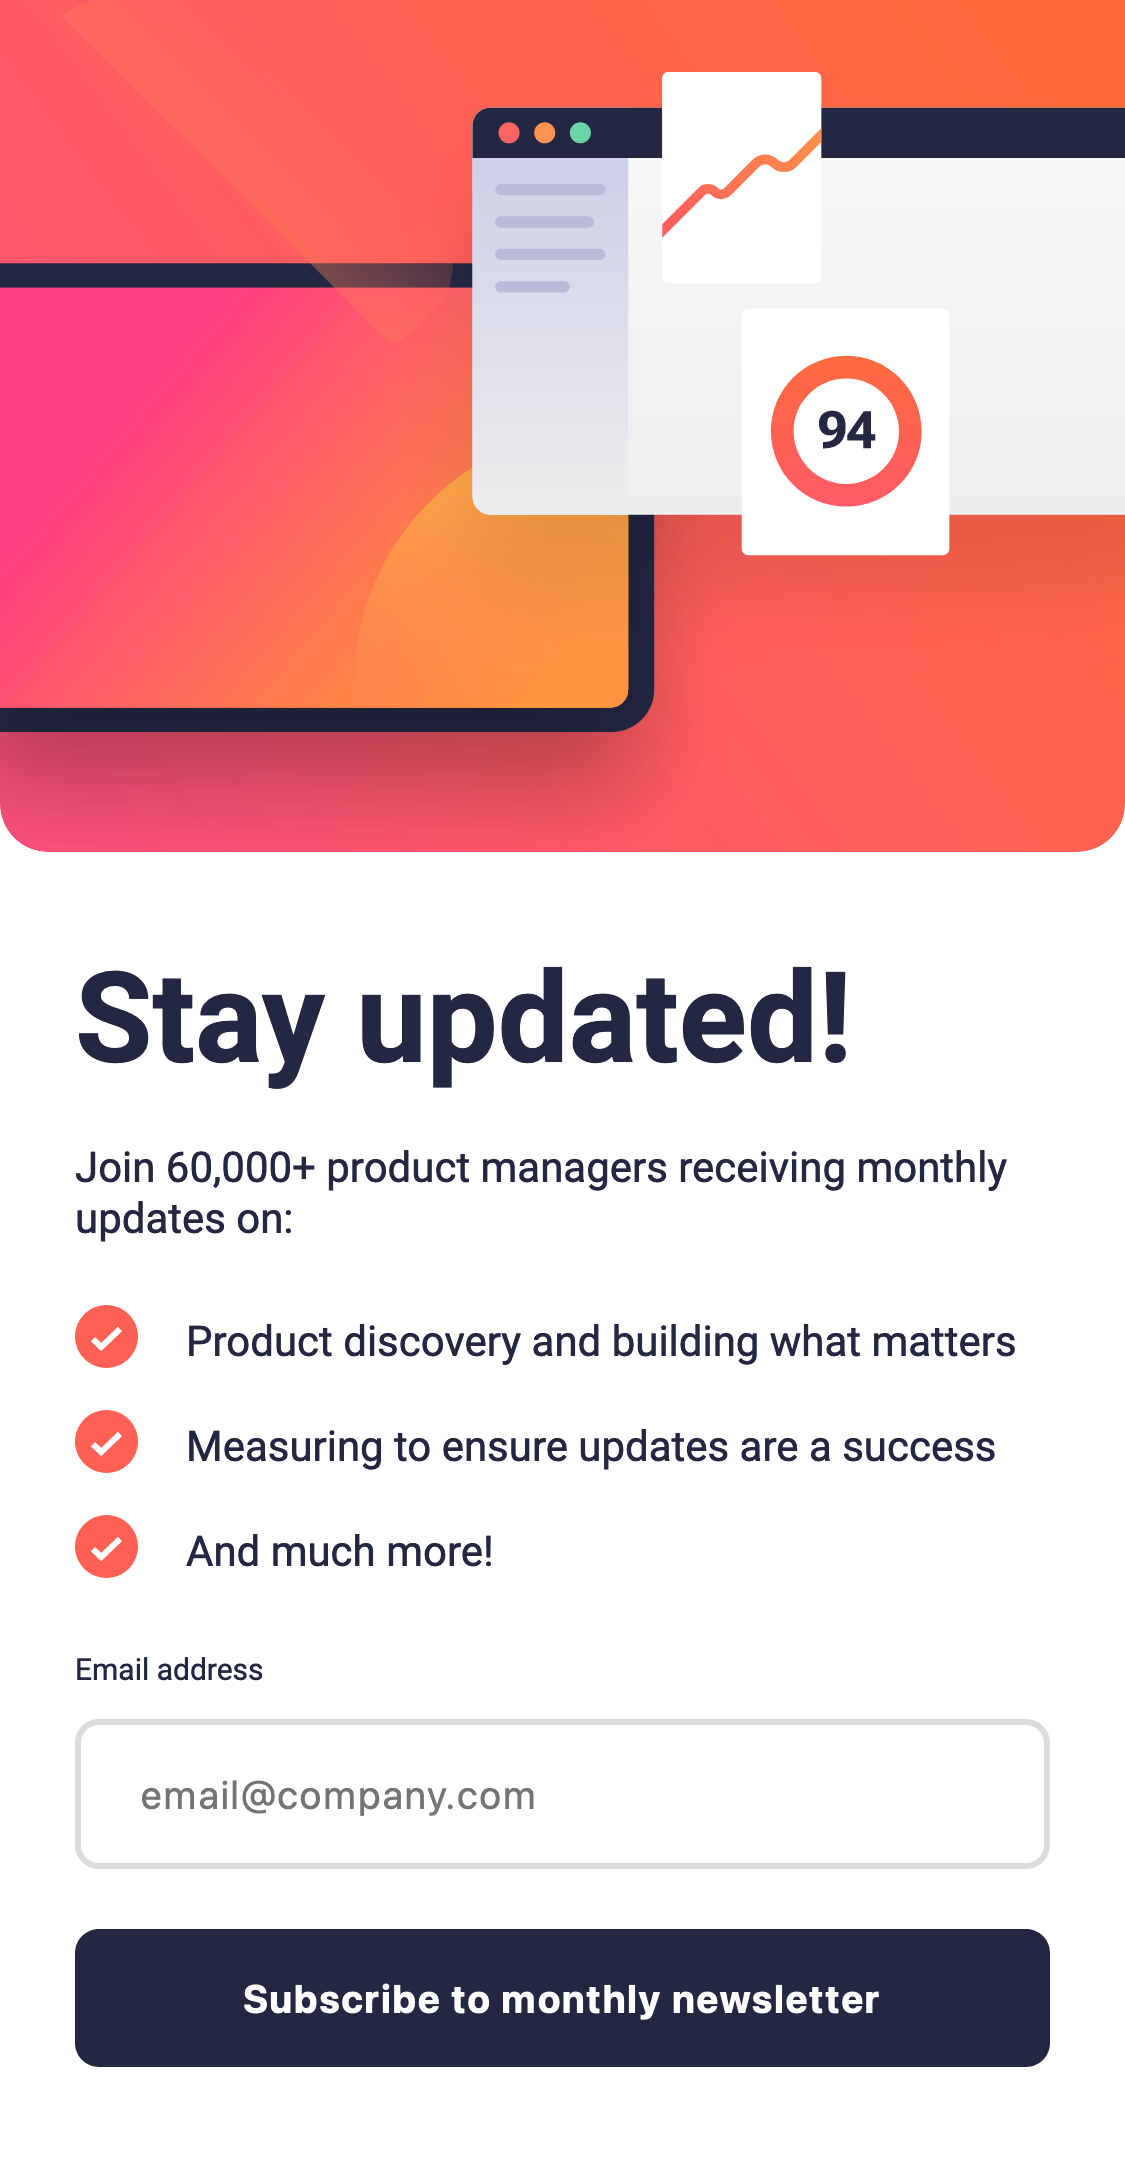 94
Stay updated!
Join 60,000+ product managers receiving monthly
updates on:
Product discovery and building what matters
Measuring to ensure updates are a success
And much more!
Email address
email@company.com
Subscribe to monthly newsletter